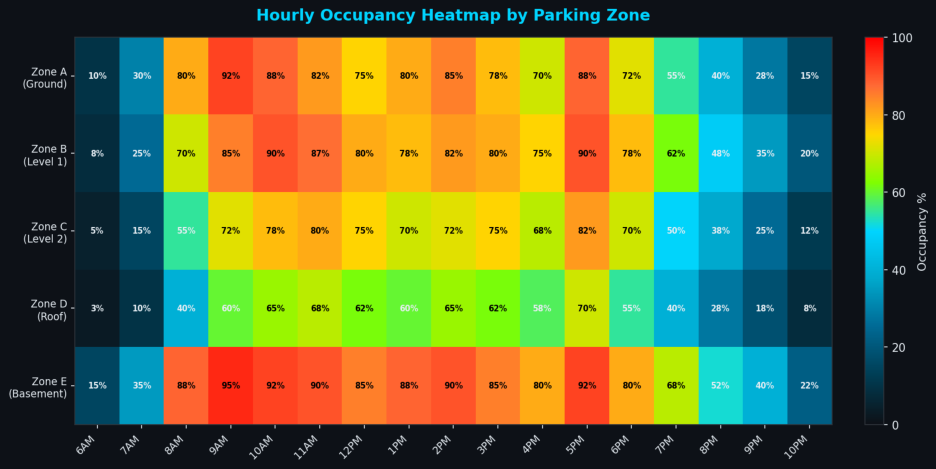 Hourly Occupancy Heatmap by Parking Zone
Zone A
(Ground)
10% 30% 80% 92% 88% 82% 75% 80% 85% 78% 70% 88% 72% 55% 40% 28% 15%
Zone B
(Level 1)
8% 25% 70% 85% 90% 87% 80% 78% 82% 80% 75% 90% 78% 62% 48% 35% 20%
Zone C
(Level 2)
5% 15% 55% 72% 78% 80% 75% 70% 72% 75% 68% 82% 70% 50% 38% 25% 12%
Zone D
(Roof)
3% 10% 40% 60% 65% 68% 62% 60% 65% 62% 58% 70% 55% 40% 28% 18% 8%
Zone E
(Basement)
15% 35% 88% 95% 92% 90% 85% 88% 90% 85% 80% 92% 80% 68% 52% 40% 22%
6AM 7AM 8AM 9AM 10AM 11AM 12PM 1PM 2PM 3PM 4PM 5PM 6PM 7PM 8PM 9PM 10PM
100
80
60
40
20
0
Occupancy %